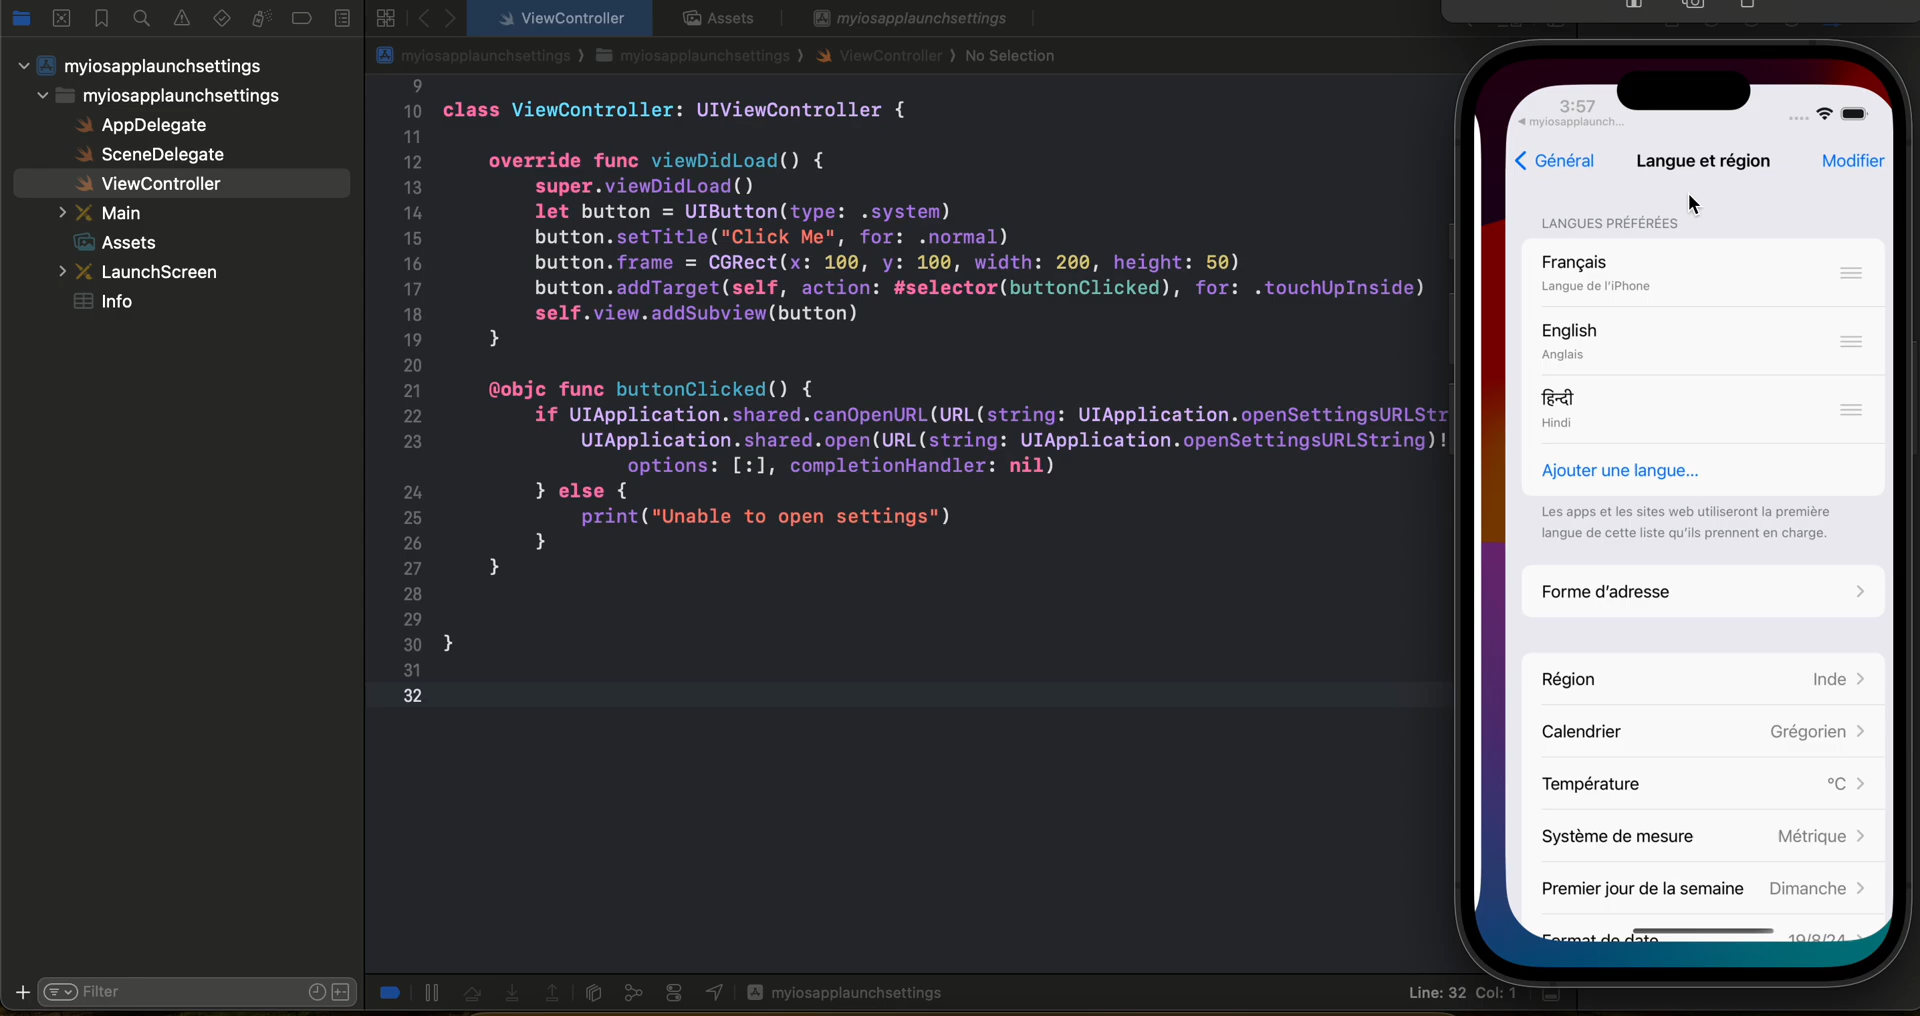 ViewController
Assets
myiosapplaunchsettings
myiosapplaunchsettings
myiosapplaunchsettings
ViewController
No Selection
myiosapplaunchsettings
myiosapplaunchsettings
AppDelegate
SceneDelegate
ViewController
Main
Assets
LaunchScreen
Info
9
10 class ViewController: UIViewController {
11
12 override func viewDidLoad() {
13 super.viewDidLoad()
14 let button = UIButton(type: .system)
15 button.setTitle("Click Me", for: .normal)
16 button.frame = CGRect(x: 100, y: 100, width: 200, height: 50)
17 button.addTarget(self, action: #selector(buttonClicked), for: .touchUpInside)
18 self.view.addSubview(button)
19 }
20
21 @objc func buttonClicked() {
22 if UIApplication.shared.canOpenURL(URL(string: UIApplication.openSettingsURLStr
23 UIApplication.shared.open(URL(string: UIApplication.openSettingsURLString)!
options: [:], completionHandler: nil)
24 } else {
25 print("Unable to open settings")
26 }
27 }
28
29
30 }
31
32
Filter
myiosapplaunchsettings
Line: 32 Col: 1
3:57
myiosapplaunch...
Général
Langue et région
Modifier
LANGUES PRÉFÉRÉES
Français
Langue de l’iPhone
English
Anglais
हिन्दी
Hindi
Ajouter une langue...
Les apps et les sites web utiliseront la première
langue de cette liste qu’ils prennent en charge.
Forme d’adresse
Région Inde
Calendrier Grégorien
Température °C
Système de mesure Métrique
Premier jour de la semaine Dimanche
Format de date 19/8/24